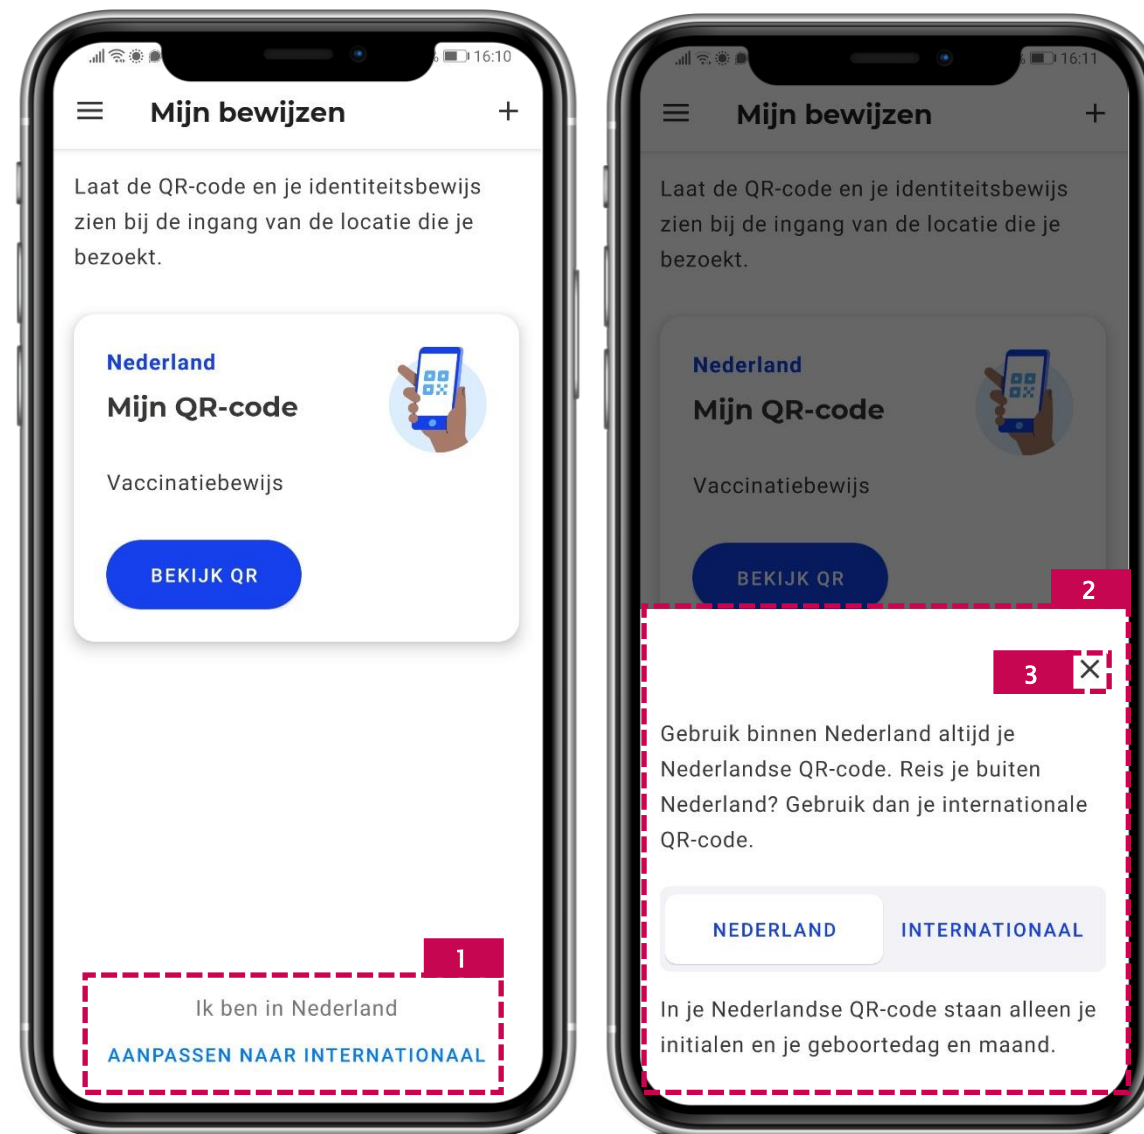 16:10
Mijn bewijzen
Laat de QR-code en je identiteitsbewijs
zien bij de ingang van de locatie die je
bezoekt.
Nederland
Mijn QR-code
Vaccinatiebewijs
BEKIJK QR
1
Ik ben in Nederland
AANPASSEN NAAR INTERNATIONAAL
16:11
Mijn bewijzen
Laat de QR-code en je identiteitsbewijs
zien bij de ingang van de locatie die je
bezoekt.
Nederland
Mijn QR-code
Vaccinatiebewijs
BEKIJK QR
2
3
Gebruik binnen Nederland altijd je
Nederlandse QR-code. Reis je buiten
Nederland? Gebruik dan je internationale
QR-code.
NEDERLAND INTERNATIONAAL
In je Nederlandse QR-code staan alleen je
initialen en je geboortedag en maand.